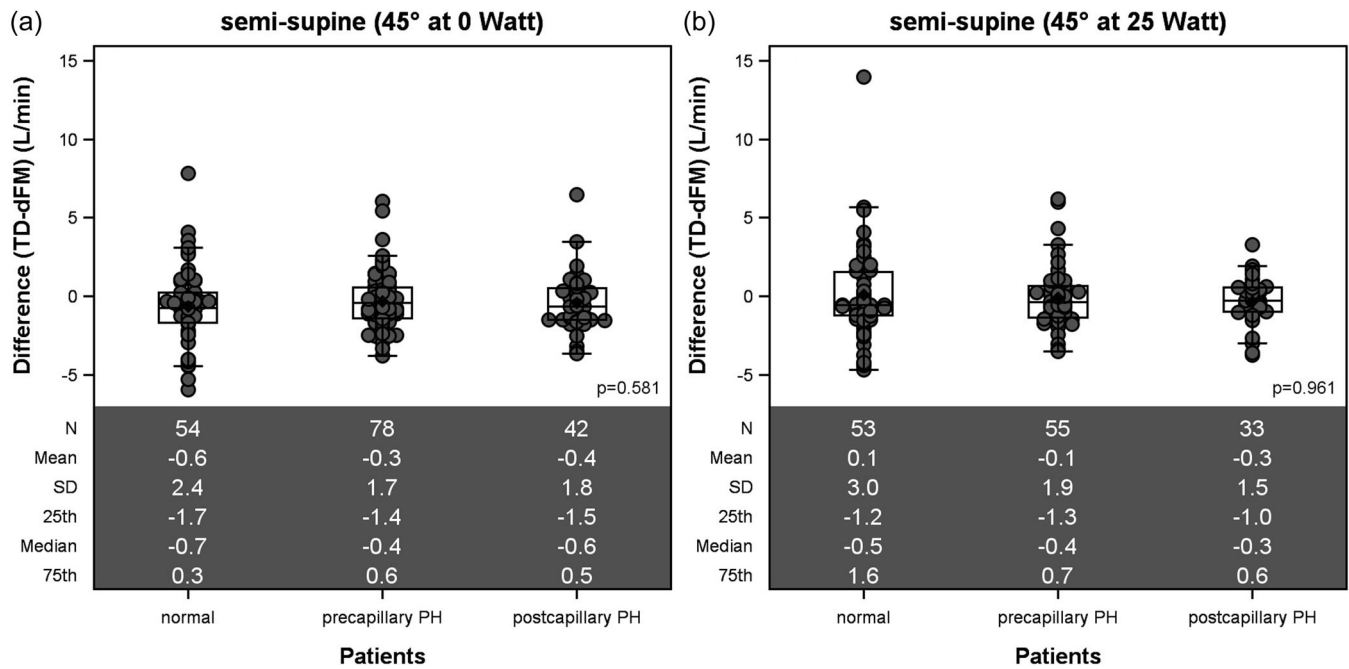 (a) semi-supine (45° at 0 Watt)
Difference (TD-dFM) (L/min)
15
10
5
0
-5
p=0.581
N 54 78 42
Mean -0.6 -0.3 -0.4
SD 2.4 1.7 1.8
25th -1.7 -1.4 -1.5
Median -0.7 -0.4 -0.6
75th 0.3 0.6 0.5
normal precapillary PH postcapillary PH
Patients
(b) semi-supine (45° at 25 Watt)
Difference (TD-dFM) (L/min)
15
10
5
0
-5
p=0.961
N 53 55 33
Mean 0.1 -0.1 -0.3
SD 3.0 1.9 1.5
25th -1.2 -1.3 -1.0
Median -0.5 -0.4 -0.3
75th 1.6 0.7 0.6
normal precapillary PH postcapillary PH
Patients